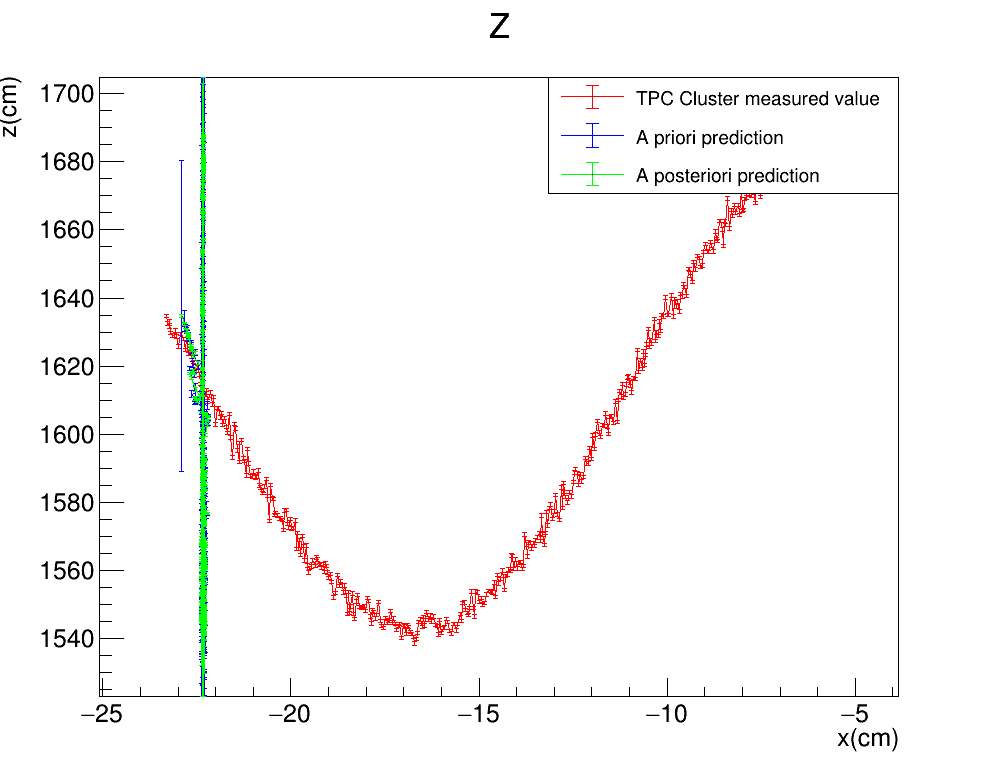 Z
z(cm)
1700
1680
1660
1640
1620
1600
1580
1560
1540
TPC Cluster measured value
A priori prediction
A posteriori prediction
−25 −20 −15 −10 −5
x(cm)